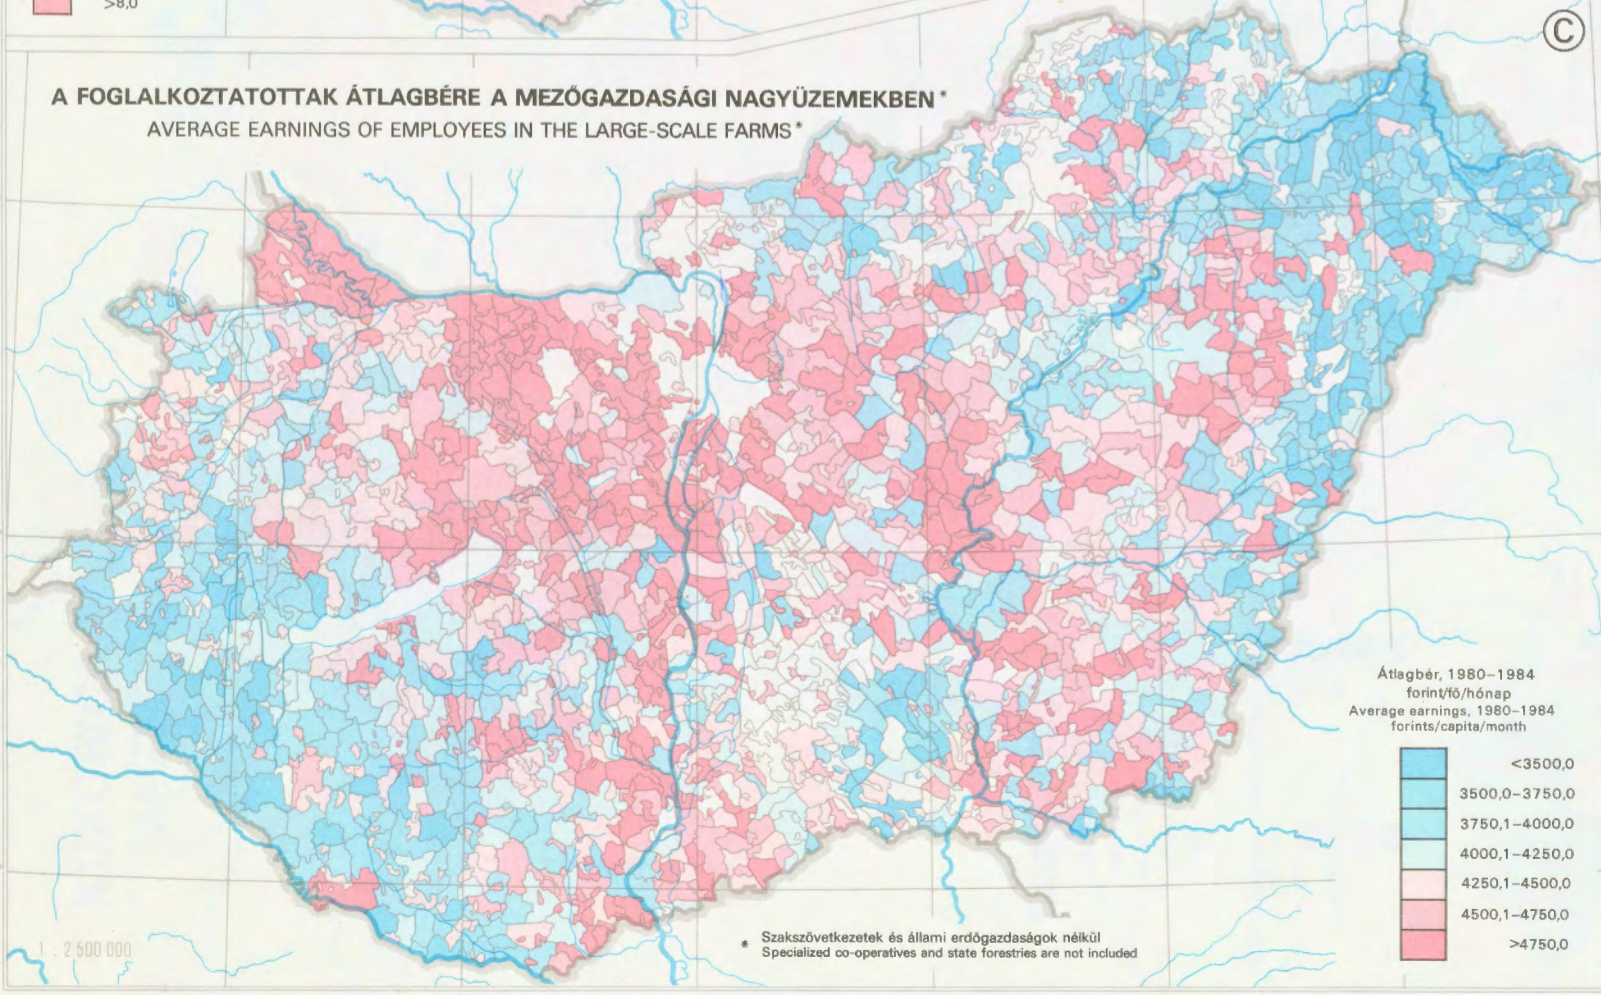 >8,0
C
A FOGLALKOZTATOTTAK ÁTLAGBÉRE A MEZŐGAZDASÁGI NAGYÜZEMEKBEN*
AVERAGE EARNINGS OF EMPLOYEES IN THE LARGE-SCALE FARMS*
Átlagbér, 1980–1984
forint/fő/hónap
Average earnings, 1980–1984
forints/capita/month
<3500,0
3500,0–3750,0
3750,1–4000,0
4000,1–4250,0
4250,1–4500,0
4500,1–4750,0
>4750,0
* Szakszövetkezetek és állami erdőgazdaságok nélkül
Specialized co-operatives and state forestries are not included
1 : 2 500 000